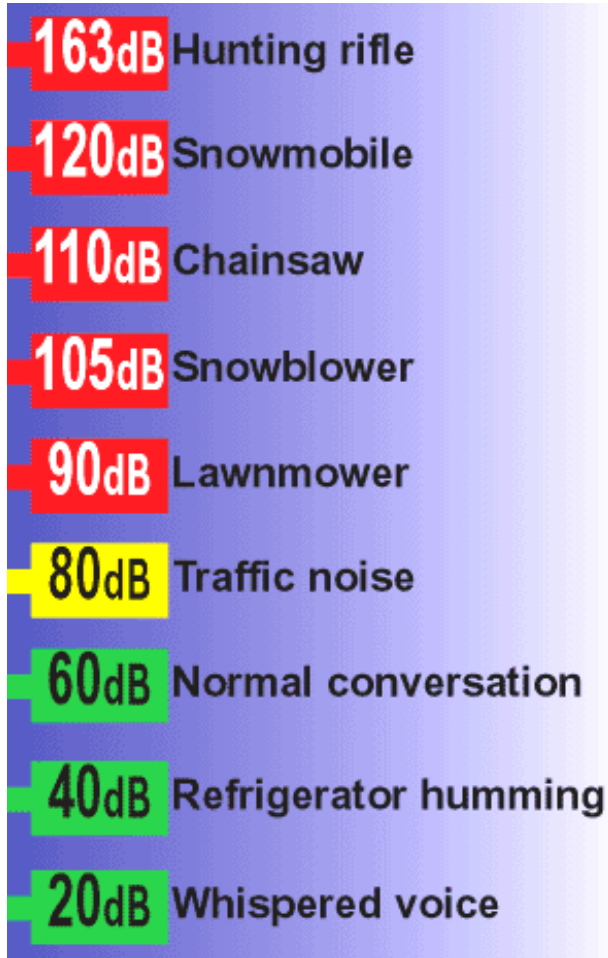 163dB Hunting rifle
120dB Snowmobile
110dB Chainsaw
105dB Snowblower
90dB Lawnmower
80dB Traffic noise
60dB Normal conversation
40dB Refrigerator humming
20dB Whispered voice